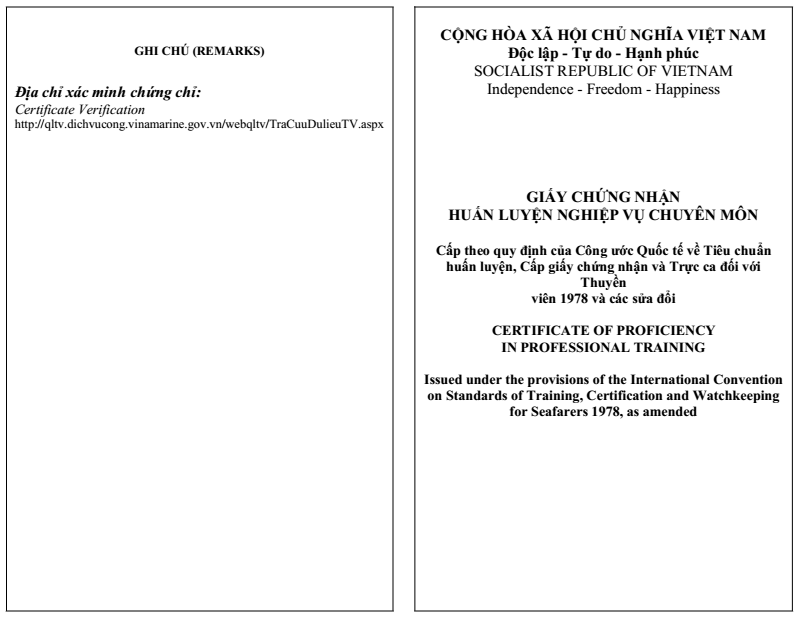 GHI CHÚ (REMARKS)
Địa chỉ xác minh chứng chỉ:
Certificate Verification
http://qltv.dichvucong.vinamarine.gov.vn/webqltv/TraCuuDulieuTV.aspx
CỘNG HÒA XÃ HỘI CHỦ NGHĨA VIỆT NAM
Độc lập - Tự do - Hạnh phúc
SOCIALIST REPUBLIC OF VIETNAM
Independence - Freedom - Happiness
GIẤY CHỨNG NHẬN
HUẤN LUYỆN NGHIỆP VỤ CHUYÊN MÔN
Cấp theo quy định của Công ước Quốc tế về Tiêu chuẩn
huấn luyện, Cấp giấy chứng nhận và Trực ca đối với
Thuyền
viên 1978 và các sửa đổi
CERTIFICATE OF PROFICIENCY
IN PROFESSIONAL TRAINING
Issued under the provisions of the International Convention
on Standards of Training, Certification and Watchkeeping
for Seafarers 1978, as amended